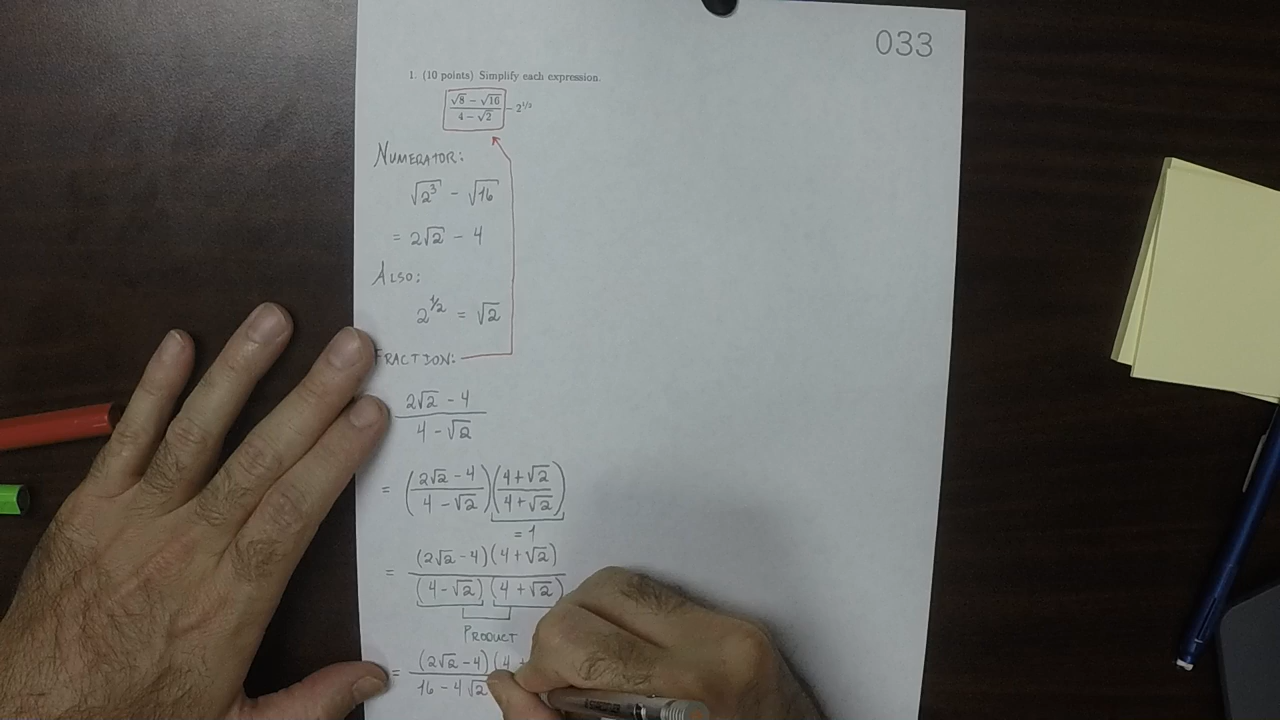 033
1. (10 points) Simplify each expression.
(√8 − √16)/(4 − √2) − 2^(1/2)
NUMERATOR:
√(2³) − √16
= 2√2 − 4
ALSO:
2^(1/2) = √2
FRACTION:
(2√2 − 4)/(4 − √2)
= ((2√2 − 4)/(4 − √2))((4 + √2)/(4 + √2))
= 1
= ((2√2 − 4)(4 + √2))/((4 − √2)(4 + √2))
PRODUCT
= (2√2 − 4)(4 +
16 − 4√2